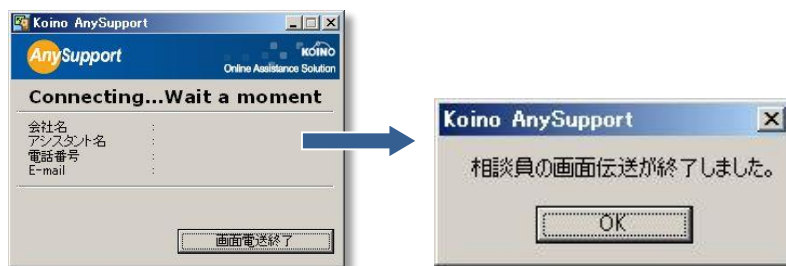 Koino AnySupport
AnySupport
KOINO
Online Assistance Solution
Connecting...Wait a moment
会社名 :
アシスタント名 :
電話番号 :
E-mail :
画面電送終了
Koino AnySupport
相談員の画面伝送が終了しました。
OK